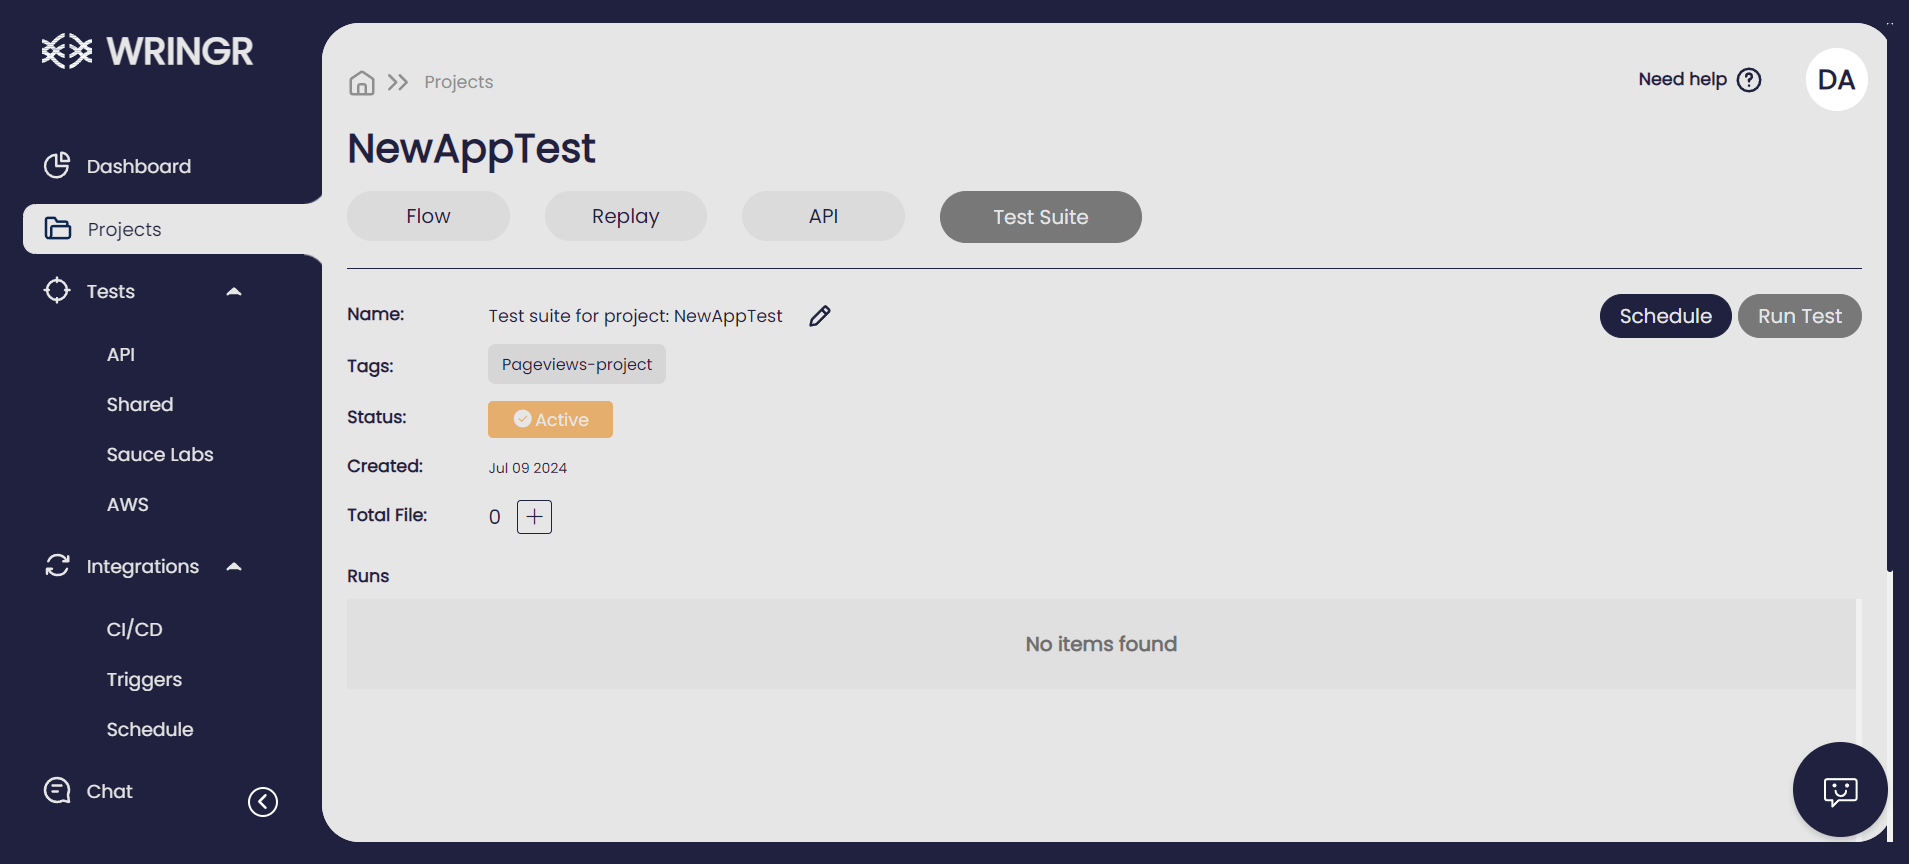 WRINGR
Dashboard
Projects
Tests
API
Shared
Sauce Labs
AWS
Integrations
CI/CD
Triggers
Schedule
Chat
Projects
Need help
DA
NewAppTest
Flow
Replay
API
Test Suite
Name:
Test suite for project: NewAppTest
Schedule
Run Test
Tags:
Pageviews-project
Status:
Active
Created:
Jul 09 2024
Total File:
0
Runs
No items found